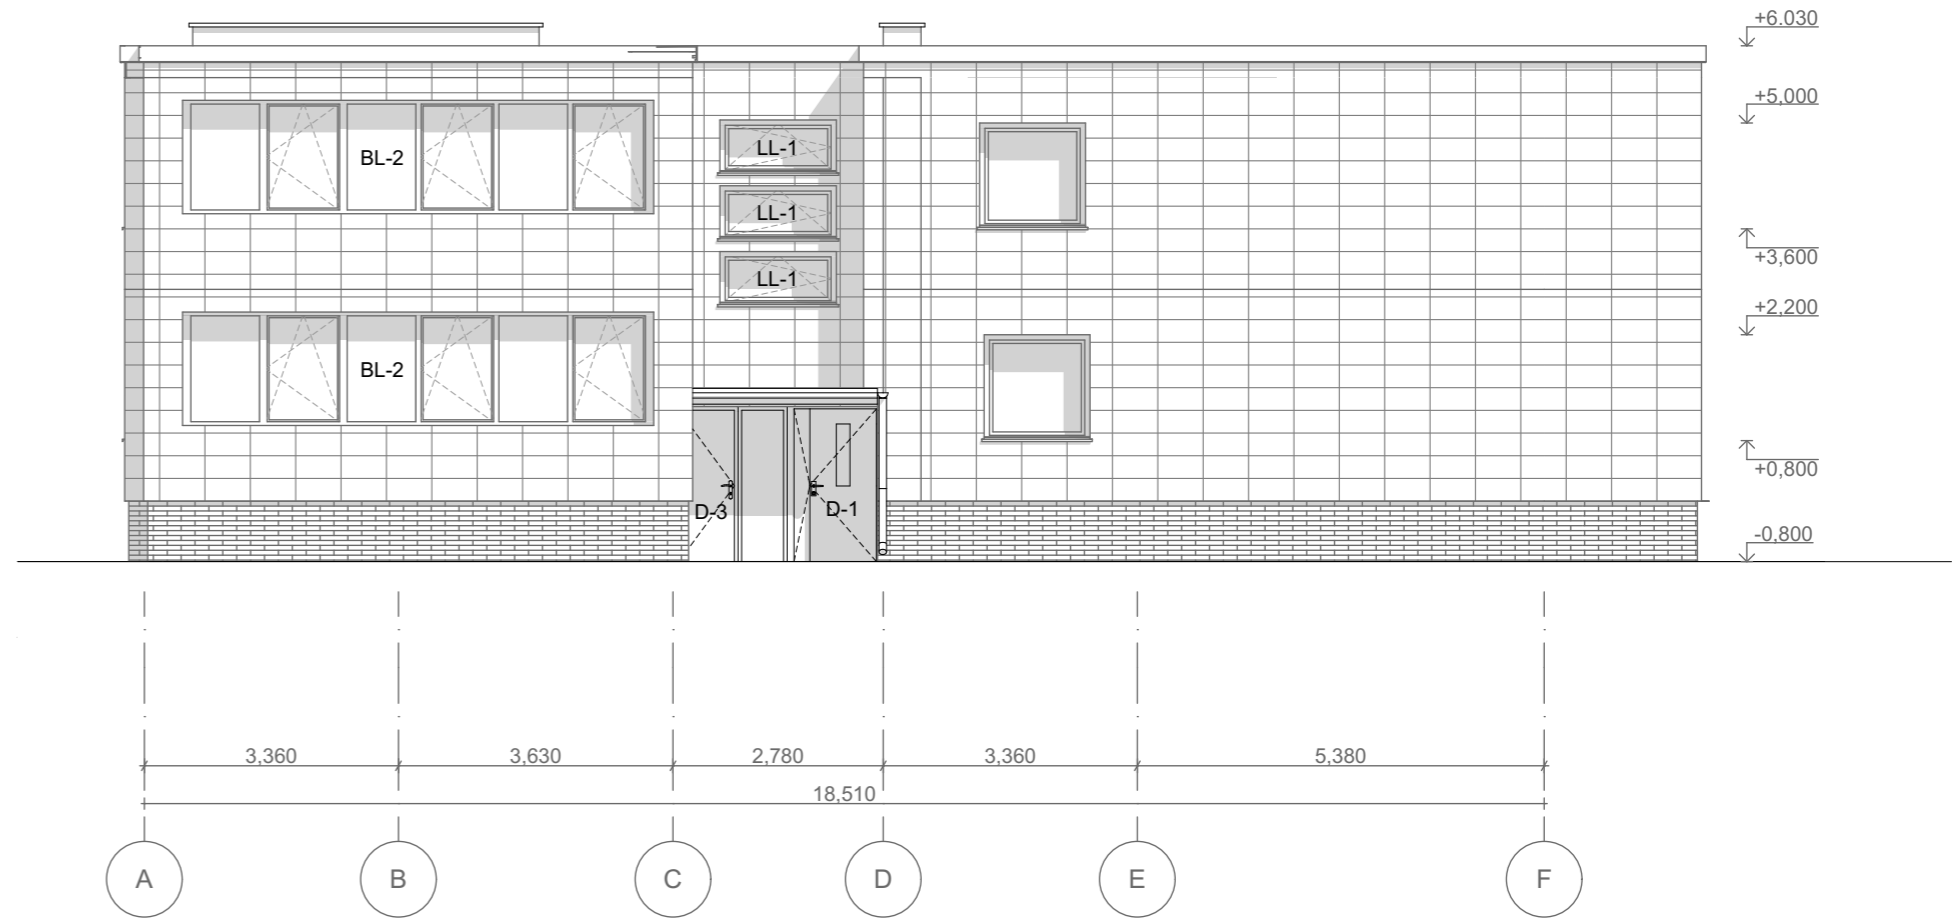 +6.030
+5,000
BL-2
LL-1
LL-1
+3,600
LL-1
+2,200
BL-2
+0,800
D-3
D-1
-0,800
3,360
3,630
2,780
3,360
5,380
18,510
A
B
C
D
E
F